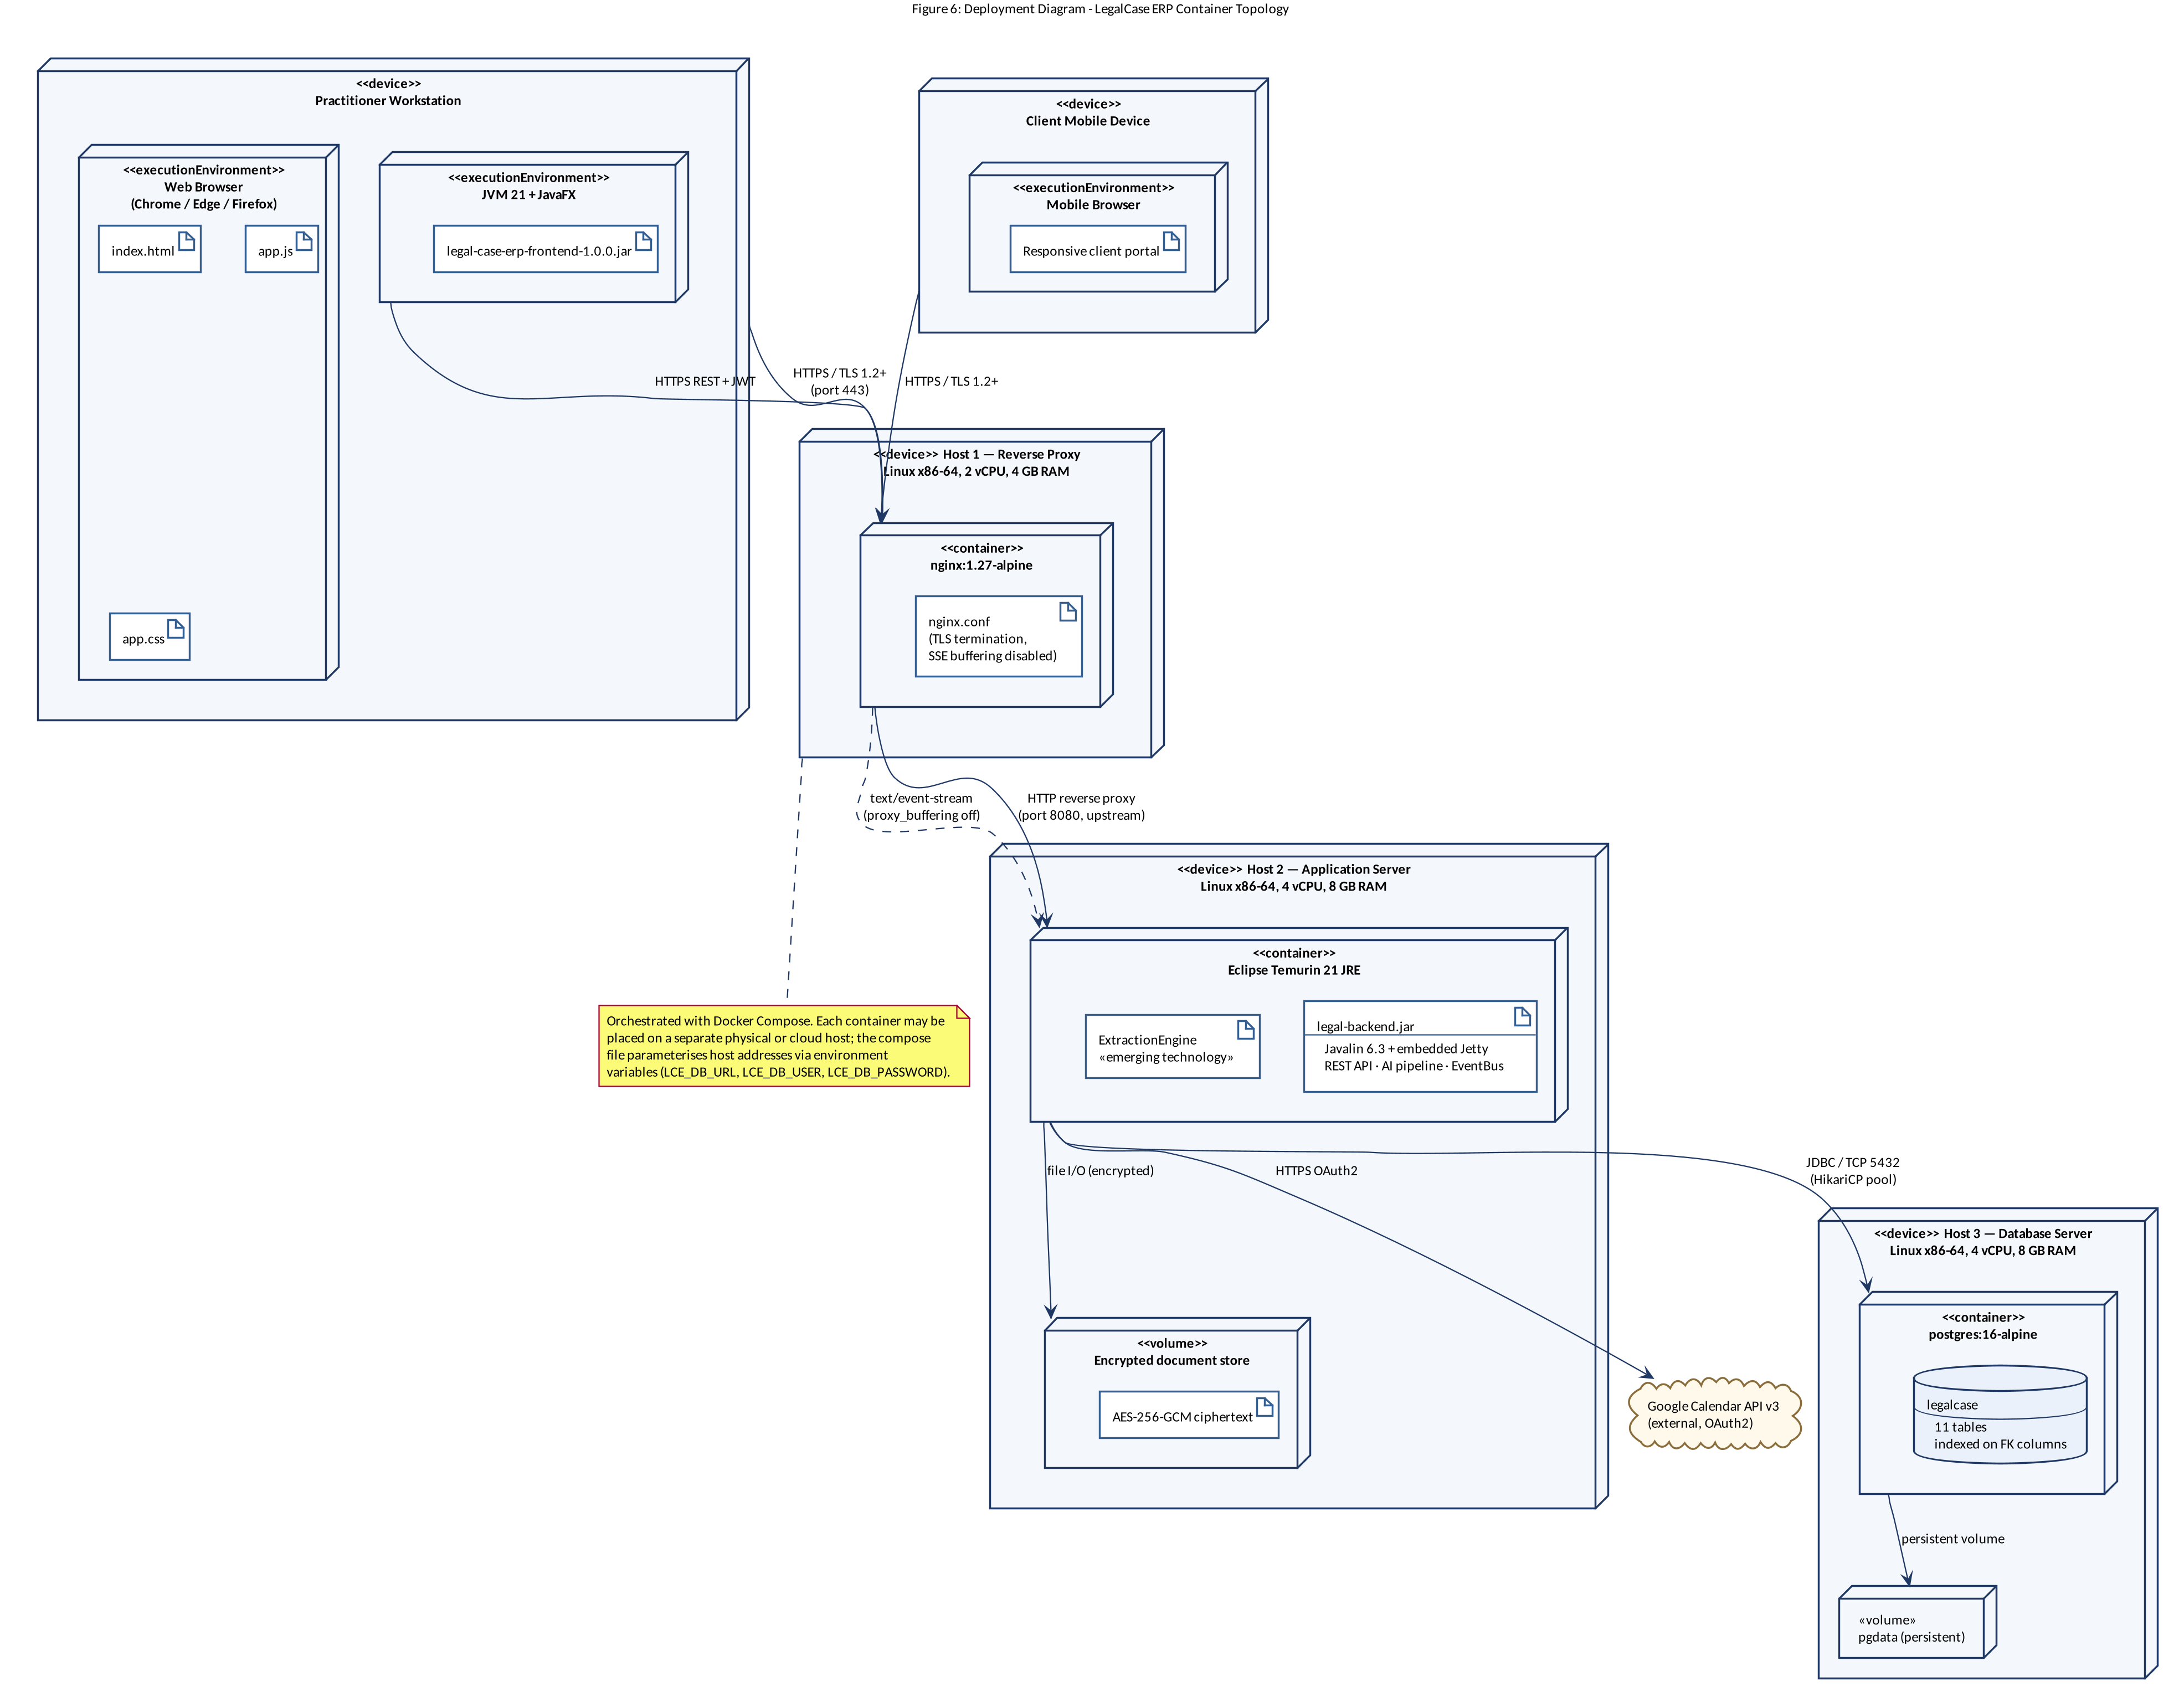 Figure 6: Deployment Diagram - LegalCase ERP Container Topology
<<device>>
Practitioner Workstation
<<executionEnvironment>>
Web Browser
(Chrome / Edge / Firefox)
index.html
app.js
app.css
<<executionEnvironment>>
JVM 21 + JavaFX
legal-case-erp-frontend-1.0.0.jar
<<device>>
Client Mobile Device
<<executionEnvironment>>
Mobile Browser
Responsive client portal
HTTPS REST + JWT
HTTPS / TLS 1.2+
(port 443)
HTTPS / TLS 1.2+
<<device>> Host 1 — Reverse Proxy
Linux x86-64, 2 vCPU, 4 GB RAM
<<container>>
nginx:1.27-alpine
nginx.conf
(TLS termination,
SSE buffering disabled)
text/event-stream
(proxy_buffering off)
HTTP reverse proxy
(port 8080, upstream)
Orchestrated with Docker Compose. Each container may be
placed on a separate physical or cloud host; the compose
file parameterises host addresses via environment
variables (LCE_DB_URL, LCE_DB_USER, LCE_DB_PASSWORD).
<<device>> Host 2 — Application Server
Linux x86-64, 4 vCPU, 8 GB RAM
<<container>>
Eclipse Temurin 21 JRE
ExtractionEngine
«emerging technology»
legal-backend.jar
Javalin 6.3 + embedded Jetty
REST API · AI pipeline · EventBus
file I/O (encrypted)
HTTPS OAuth2
JDBC / TCP 5432
(HikariCP pool)
<<volume>>
Encrypted document store
AES-256-GCM ciphertext
Google Calendar API v3
(external, OAuth2)
<<device>> Host 3 — Database Server
Linux x86-64, 4 vCPU, 8 GB RAM
<<container>>
postgres:16-alpine
legalcase
11 tables
indexed on FK columns
persistent volume
«volume»
pgdata (persistent)